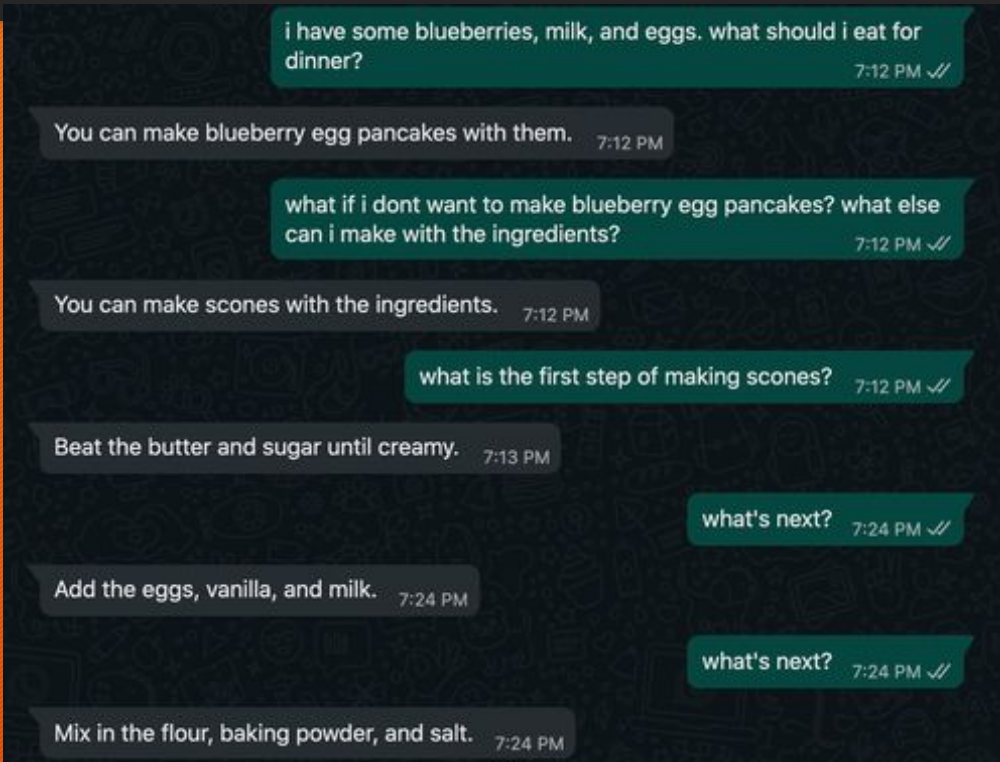 i have some blueberries, milk, and eggs. what should i eat for
dinner?
7:12 PM
You can make blueberry egg pancakes with them. 7:12 PM
what if i dont want to make blueberry egg pancakes? what else
can i make with the ingredients?
7:12 PM
You can make scones with the ingredients. 7:12 PM
what is the first step of making scones? 7:12 PM
Beat the butter and sugar until creamy. 7:13 PM
what's next? 7:24 PM
Add the eggs, vanilla, and milk. 7:24 PM
what's next? 7:24 PM
Mix in the flour, baking powder, and salt. 7:24 PM